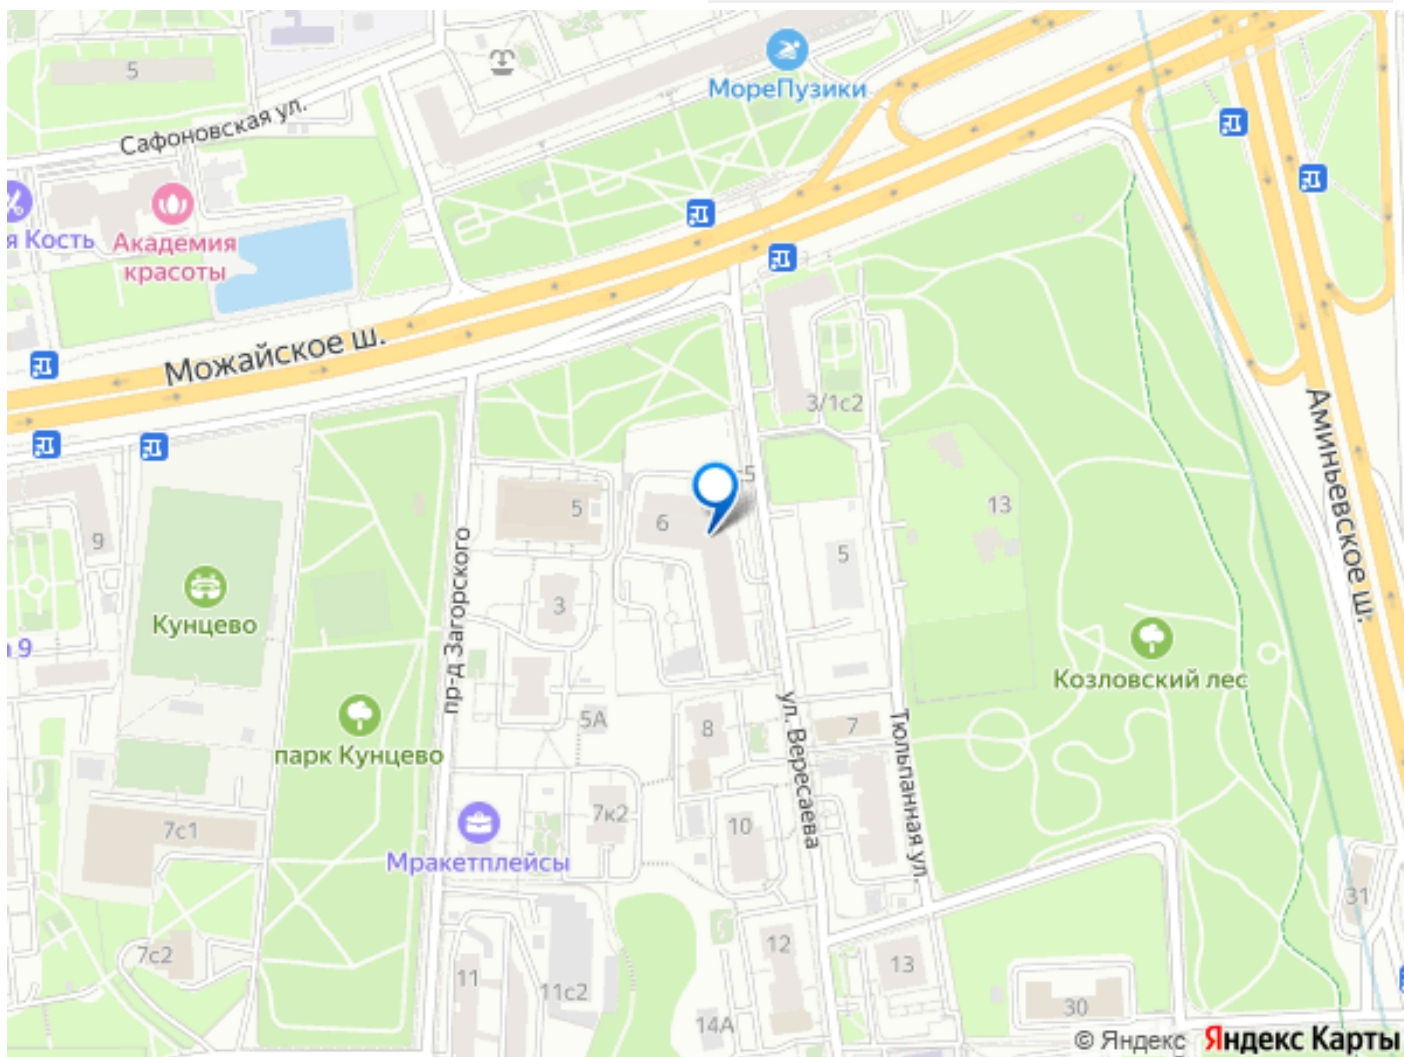 5
Сафоновская ул.
МореПузики
я Кость
Академия
красоты
Можайское ш.
3/1с2
Аминьевское ш.
5
6
5
13
9
5
3
Кунцево
а 9
пр-д Загорского
Козловский лес
5А
8
7
парк Кунцево
ул. Вересаева
Тюльпанная ул.
7с1
7к2
10
Мракетплейсы
31
7с2
12
13
11
11с2
30
14А
© Яндекс Яндекс Карты